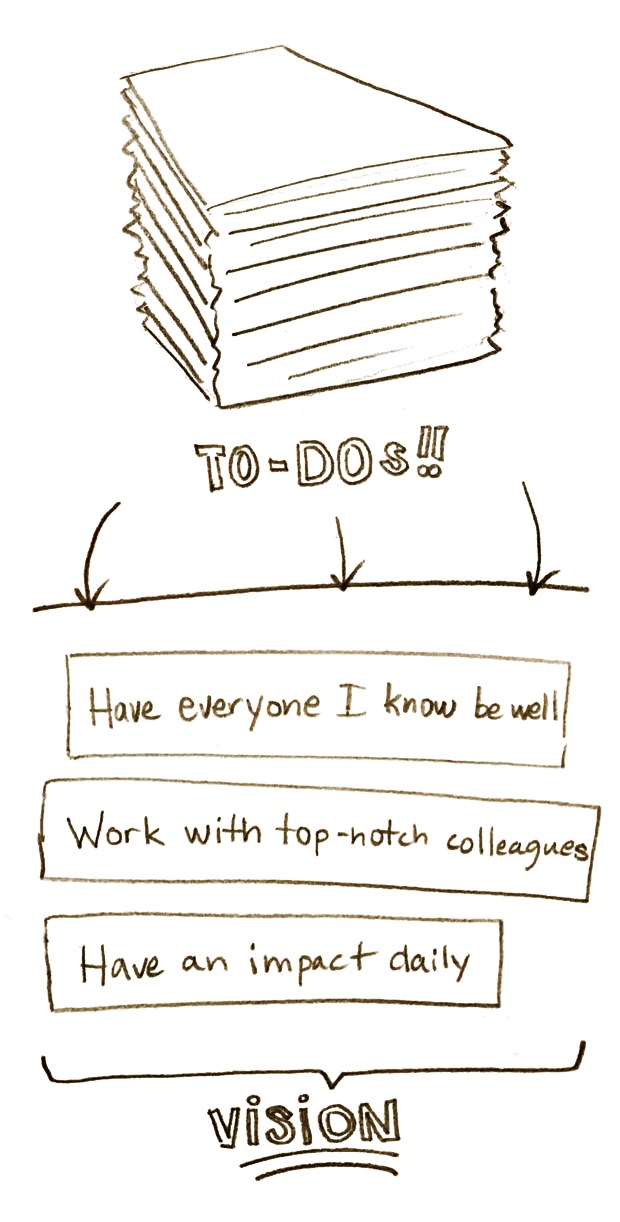 TO-DOs!!
Have everyone I know be well
Work with top-notch colleagues
Have an impact daily
ViSiON